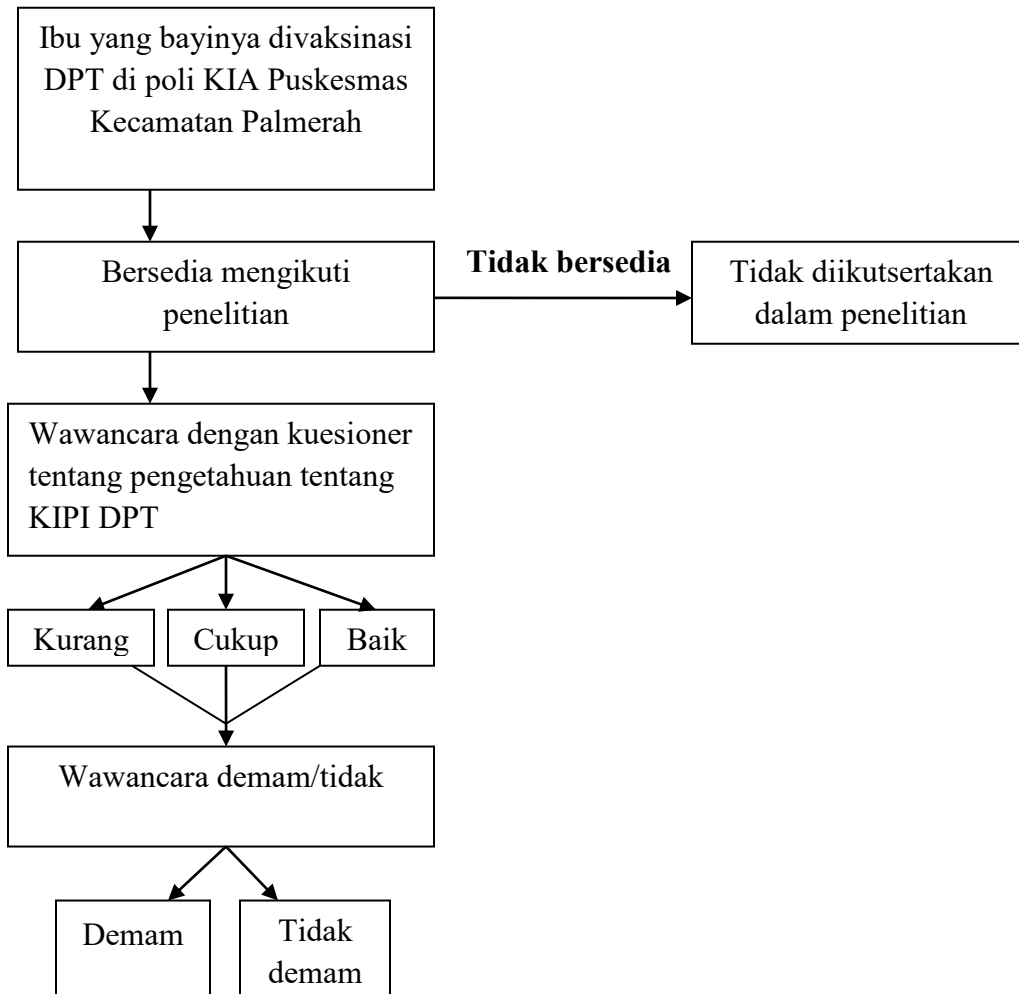 Ibu yang bayinya divaksinasi
DPT di poli KIA Puskesmas
Kecamatan Palmerah
Bersedia mengikuti
penelitian
Tidak bersedia
Tidak diikutsertakan
dalam penelitian
Wawancara dengan kuesioner
tentang pengetahuan tentang
KIPI DPT
Kurang
Cukup
Baik
Wawancara demam/tidak
Demam
Tidak
demam